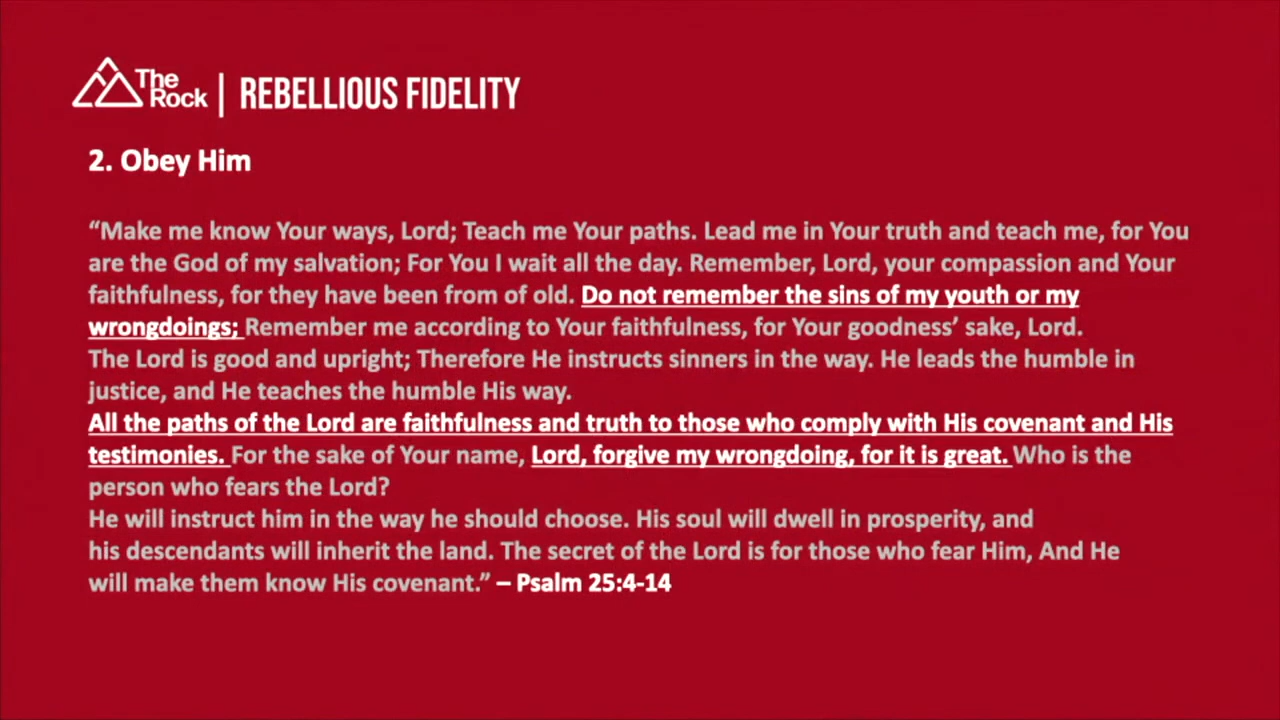 The
Rock | REBELLIOUS FIDELITY
2. Obey Him
“Make me know Your ways, Lord; Teach me Your paths. Lead me in Your truth and teach me, for You
are the God of my salvation; For You I wait all the day. Remember, Lord, your compassion and Your
faithfulness, for they have been from of old. Do not remember the sins of my youth or my
wrongdoings; Remember me according to Your faithfulness, for Your goodness’ sake, Lord.
The Lord is good and upright; Therefore He instructs sinners in the way. He leads the humble in
justice, and He teaches the humble His way.
All the paths of the Lord are faithfulness and truth to those who comply with His covenant and His
testimonies. For the sake of Your name, Lord, forgive my wrongdoing, for it is great. Who is the
person who fears the Lord?
He will instruct him in the way he should choose. His soul will dwell in prosperity, and
his descendants will inherit the land. The secret of the Lord is for those who fear Him, And He
will make them know His covenant.” – Psalm 25:4-14